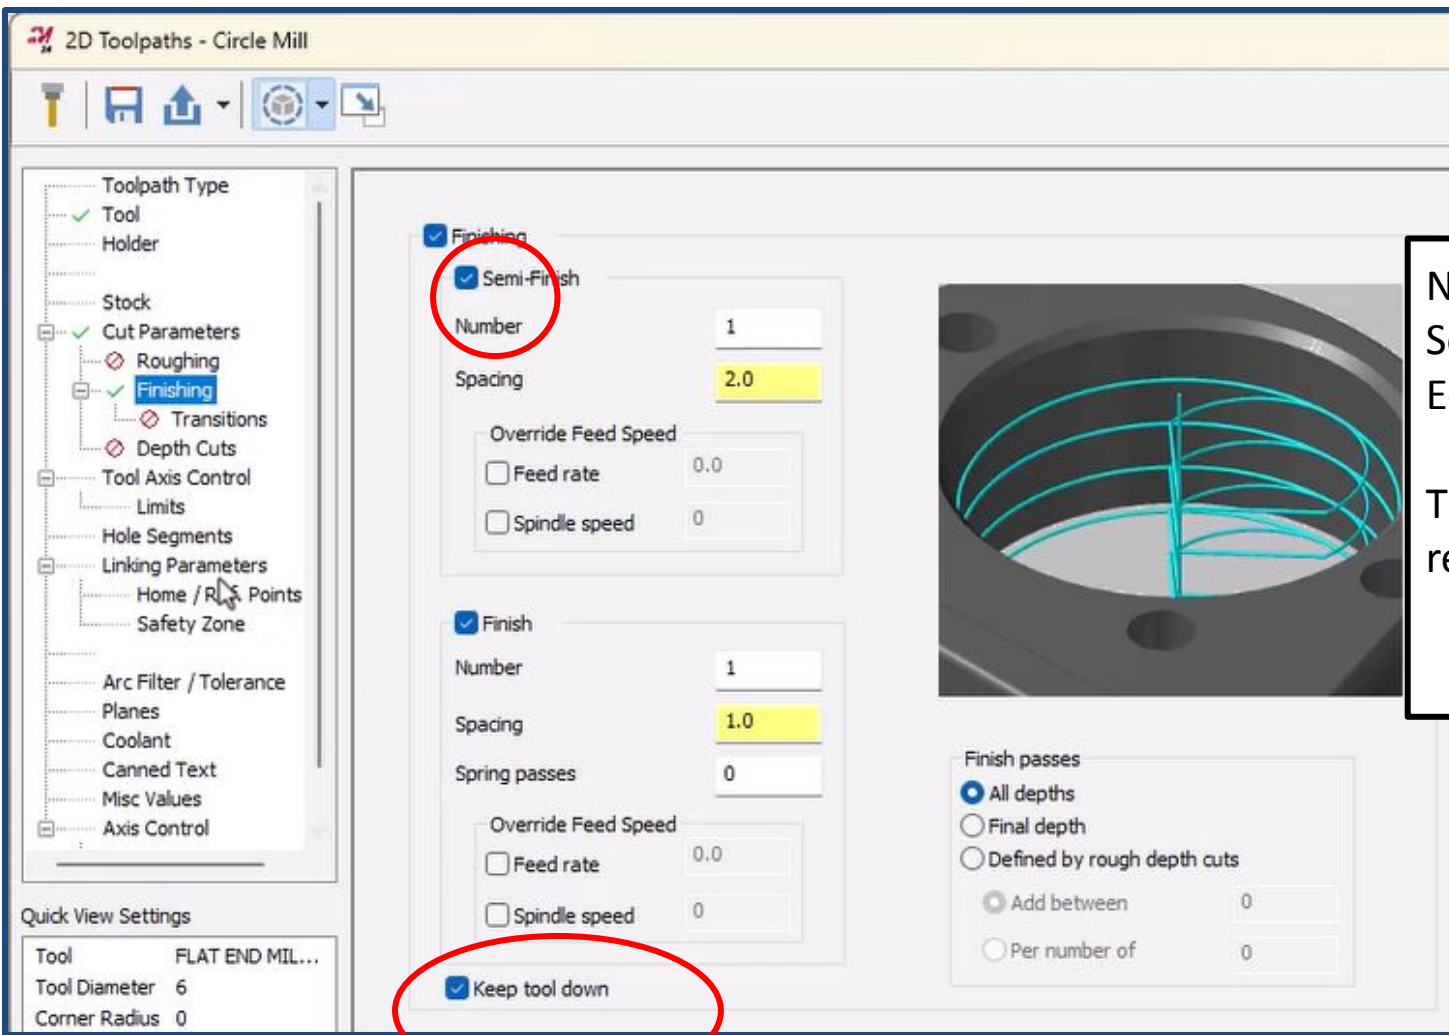 2D Toolpaths - Circle Mill
Toolpath Type
Tool
Holder
Stock
Cut Parameters
Roughing
Finishing
Transitions
Depth Cuts
Tool Axis Control
Limits
Hole Segments
Linking Parameters
Home / Points
Safety Zone
Arc Filter / Tolerance
Planes
Coolant
Canned Text
Misc Values
Axis Control
Quick View Settings
Tool FLAT END MIL...
Tool Diameter 6
Corner Radius 0
Finishing
Semi-Finish
Number 1
Spacing 2.0
Override Feed Speed
Feed rate 0.0
Spindle speed 0
Finish
Number 1
Spacing 1.0
Spring passes 0
Override Feed Speed
Feed rate 0.0
Spindle speed 0
Keep tool down
Finish passes
All depths
Final depth
Defined by rough depth cuts
Add between 0
Per number of 0